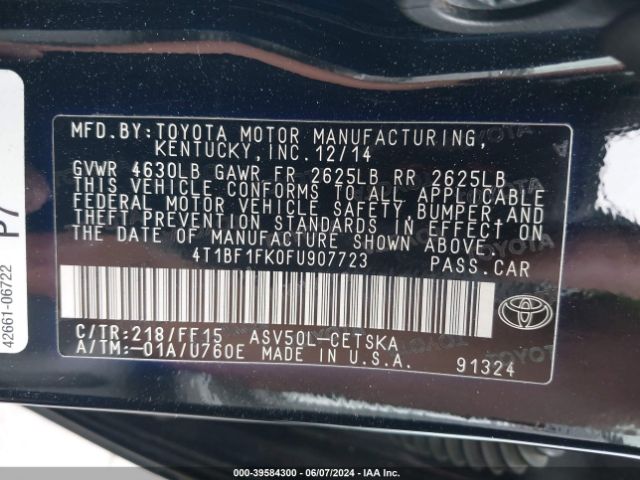 MFD.BY:TOYOTA MOTOR MANUFACTURING,
KENTUCKY,INC.12/14
GVWR 4630LB GAWR FR 2625LB RR 2625LB
THIS VEHICLE CONFORMS TO ALL APPLICABLE
FEDERAL MOTOR VEHICLE SAFETY,BUMPER,AND
THEFT PREVENTION STANDARDS IN EFFECT ON
THE DATE OF MANUFACTURE SHOWN ABOVE.
4T1BF1FK0FU907723 PASS.CAR
C/TR:218/FF15 ASV50L-CETSKA
A/TM:-01A/U760E MADE IN U.S.A.
91324
P7
42661-06722
000-39584300 - 06/07/2024 - IAA Inc.